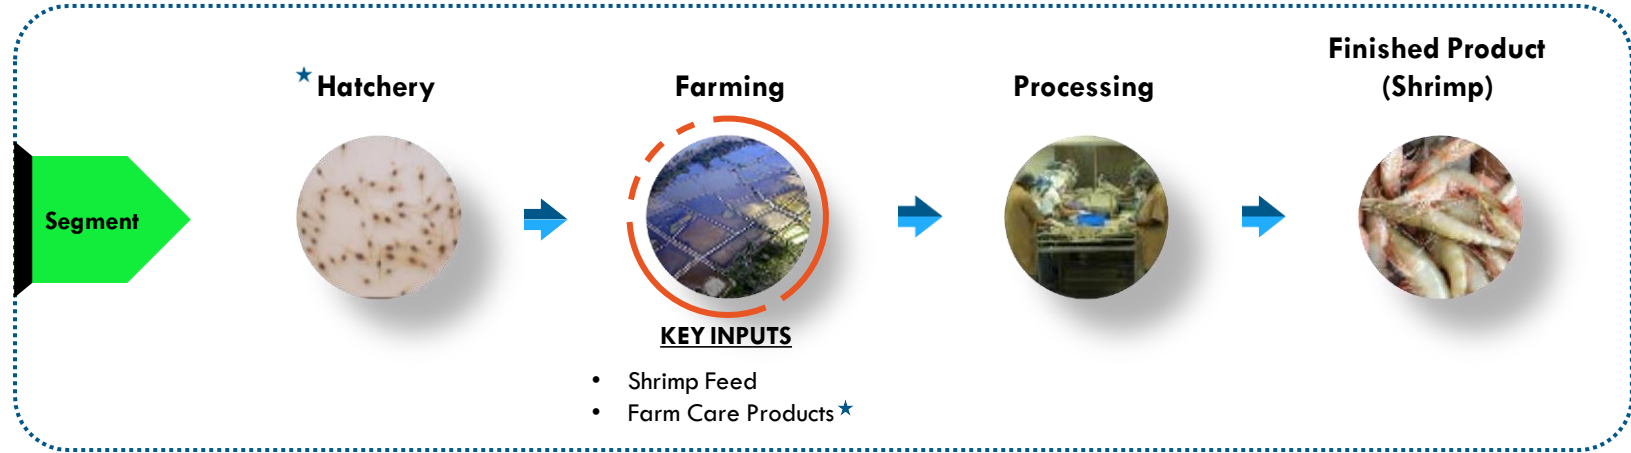 Finished Product
(Shrimp)
★ Hatchery
Farming
Processing
Segment
KEY INPUTS
• Shrimp Feed
• Farm Care Products ★